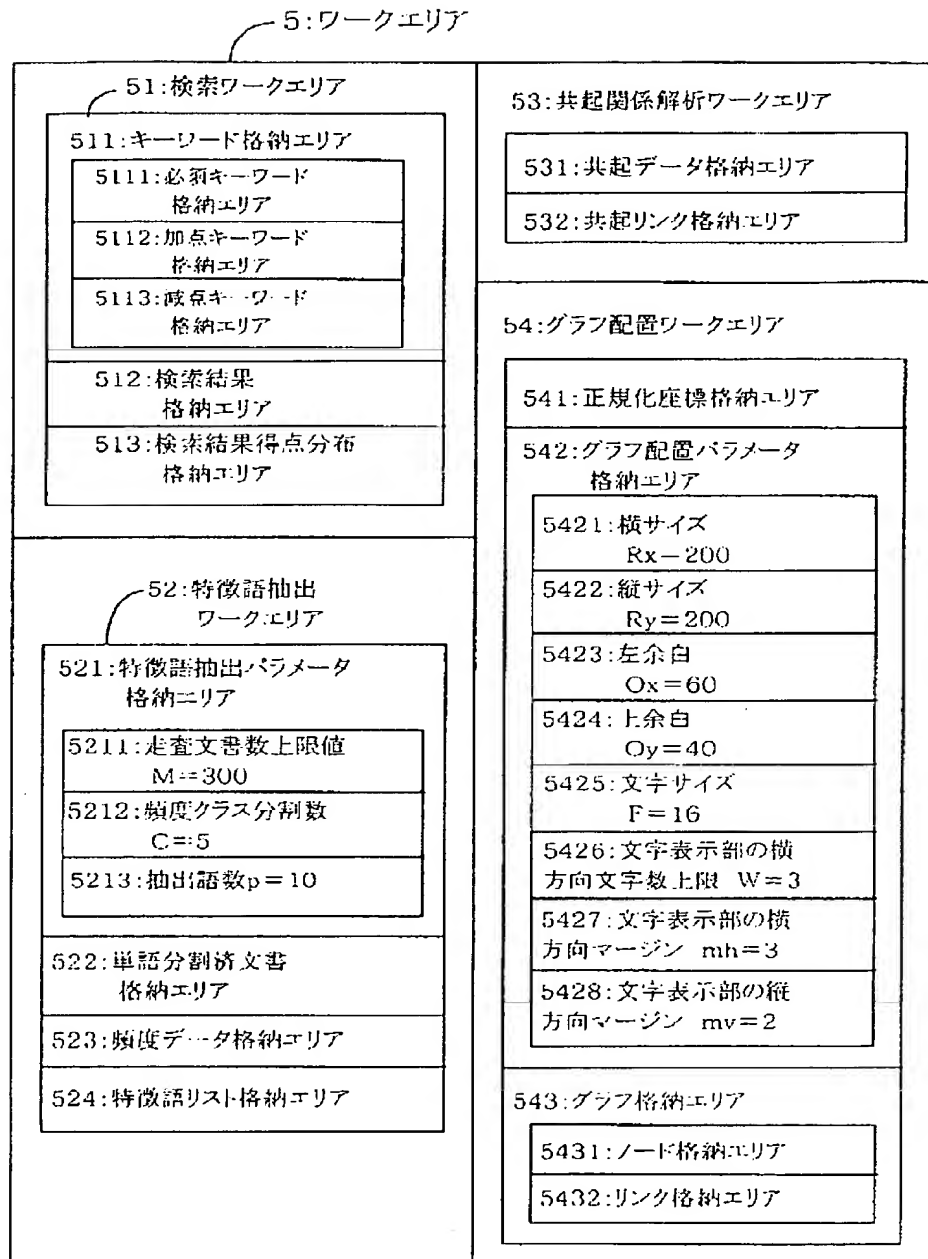 5:ワークエリア
51:検索ワークエリア
511:キーワード格納エリア
5111:必須キーワード
格納エリア
5112:加点キーワード
格納エリア
5113:減点キーワード
格納エリア
512:検索結果
格納エリア
513:検索結果得点分布
格納エリア
52:特徴語抽出
ワークエリア
521:特徴語抽出パラメータ
格納エリア
5211:走査文書数上限値
M=300
5212:頻度クラス分割数
C=5
5213:抽出語数p=10
522:単語分割済文書
格納エリア
523:頻度データ格納エリア
524:特徴語リスト格納エリア
53:共起関係解析ワークエリア
531:共起データ格納エリア
532:共起リンク格納エリア
54:グラフ配置ワークエリア
541:正規化座標格納エリア
542:グラフ配置パラメータ
格納エリア
5421:横サイズ
Rx=200
5422:縦サイズ
Ry=200
5423:左余白
Ox=60
5424:上余白
Oy=40
5425:文字サイズ
F=16
5426:文字表示部の横
方向文字数上限 W=3
5427:文字表示部の横
方向マージン mh=3
5428:文字表示部の縦
方向マージン mv=2
543:グラフ格納エリア
5431:ノード格納エリア
5432:リンク格納エリア